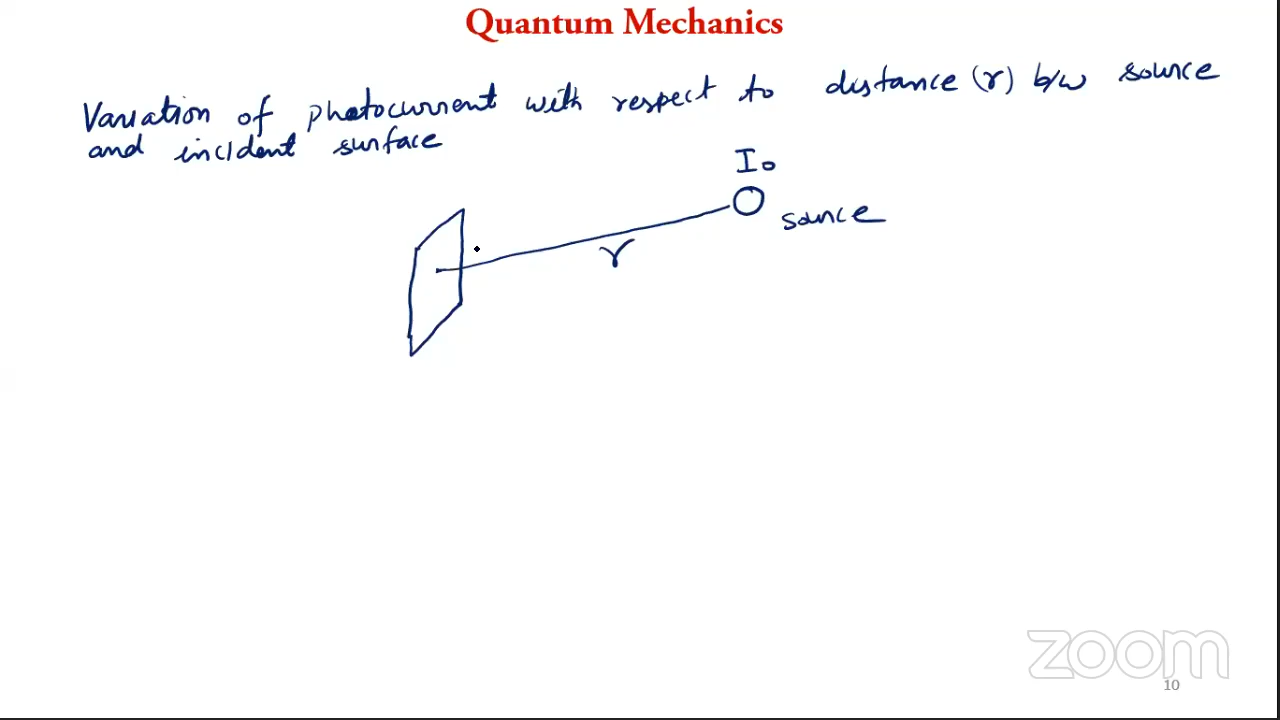 Quantum Mechanics
Variation of photocurrent with respect to distance (r) b/w source
and incident surface
I₀
source
r
zoom
10